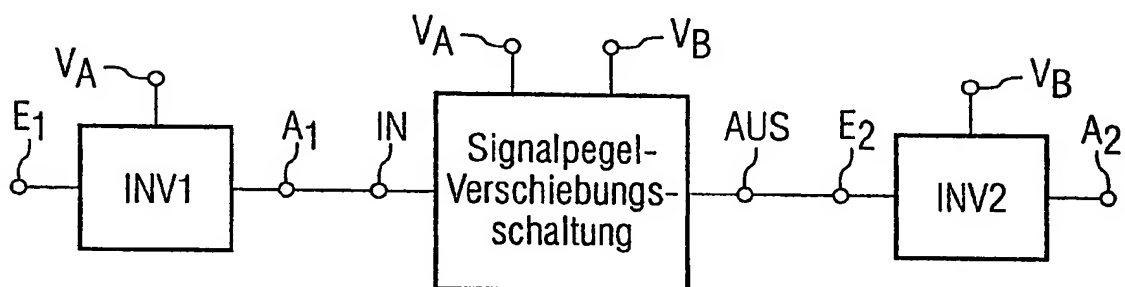 VA
E1
INV1
A1
IN
VA
VB
Signalpegel-
Verschiebungs-
schaltung
AUS
E2
VB
INV2
A2